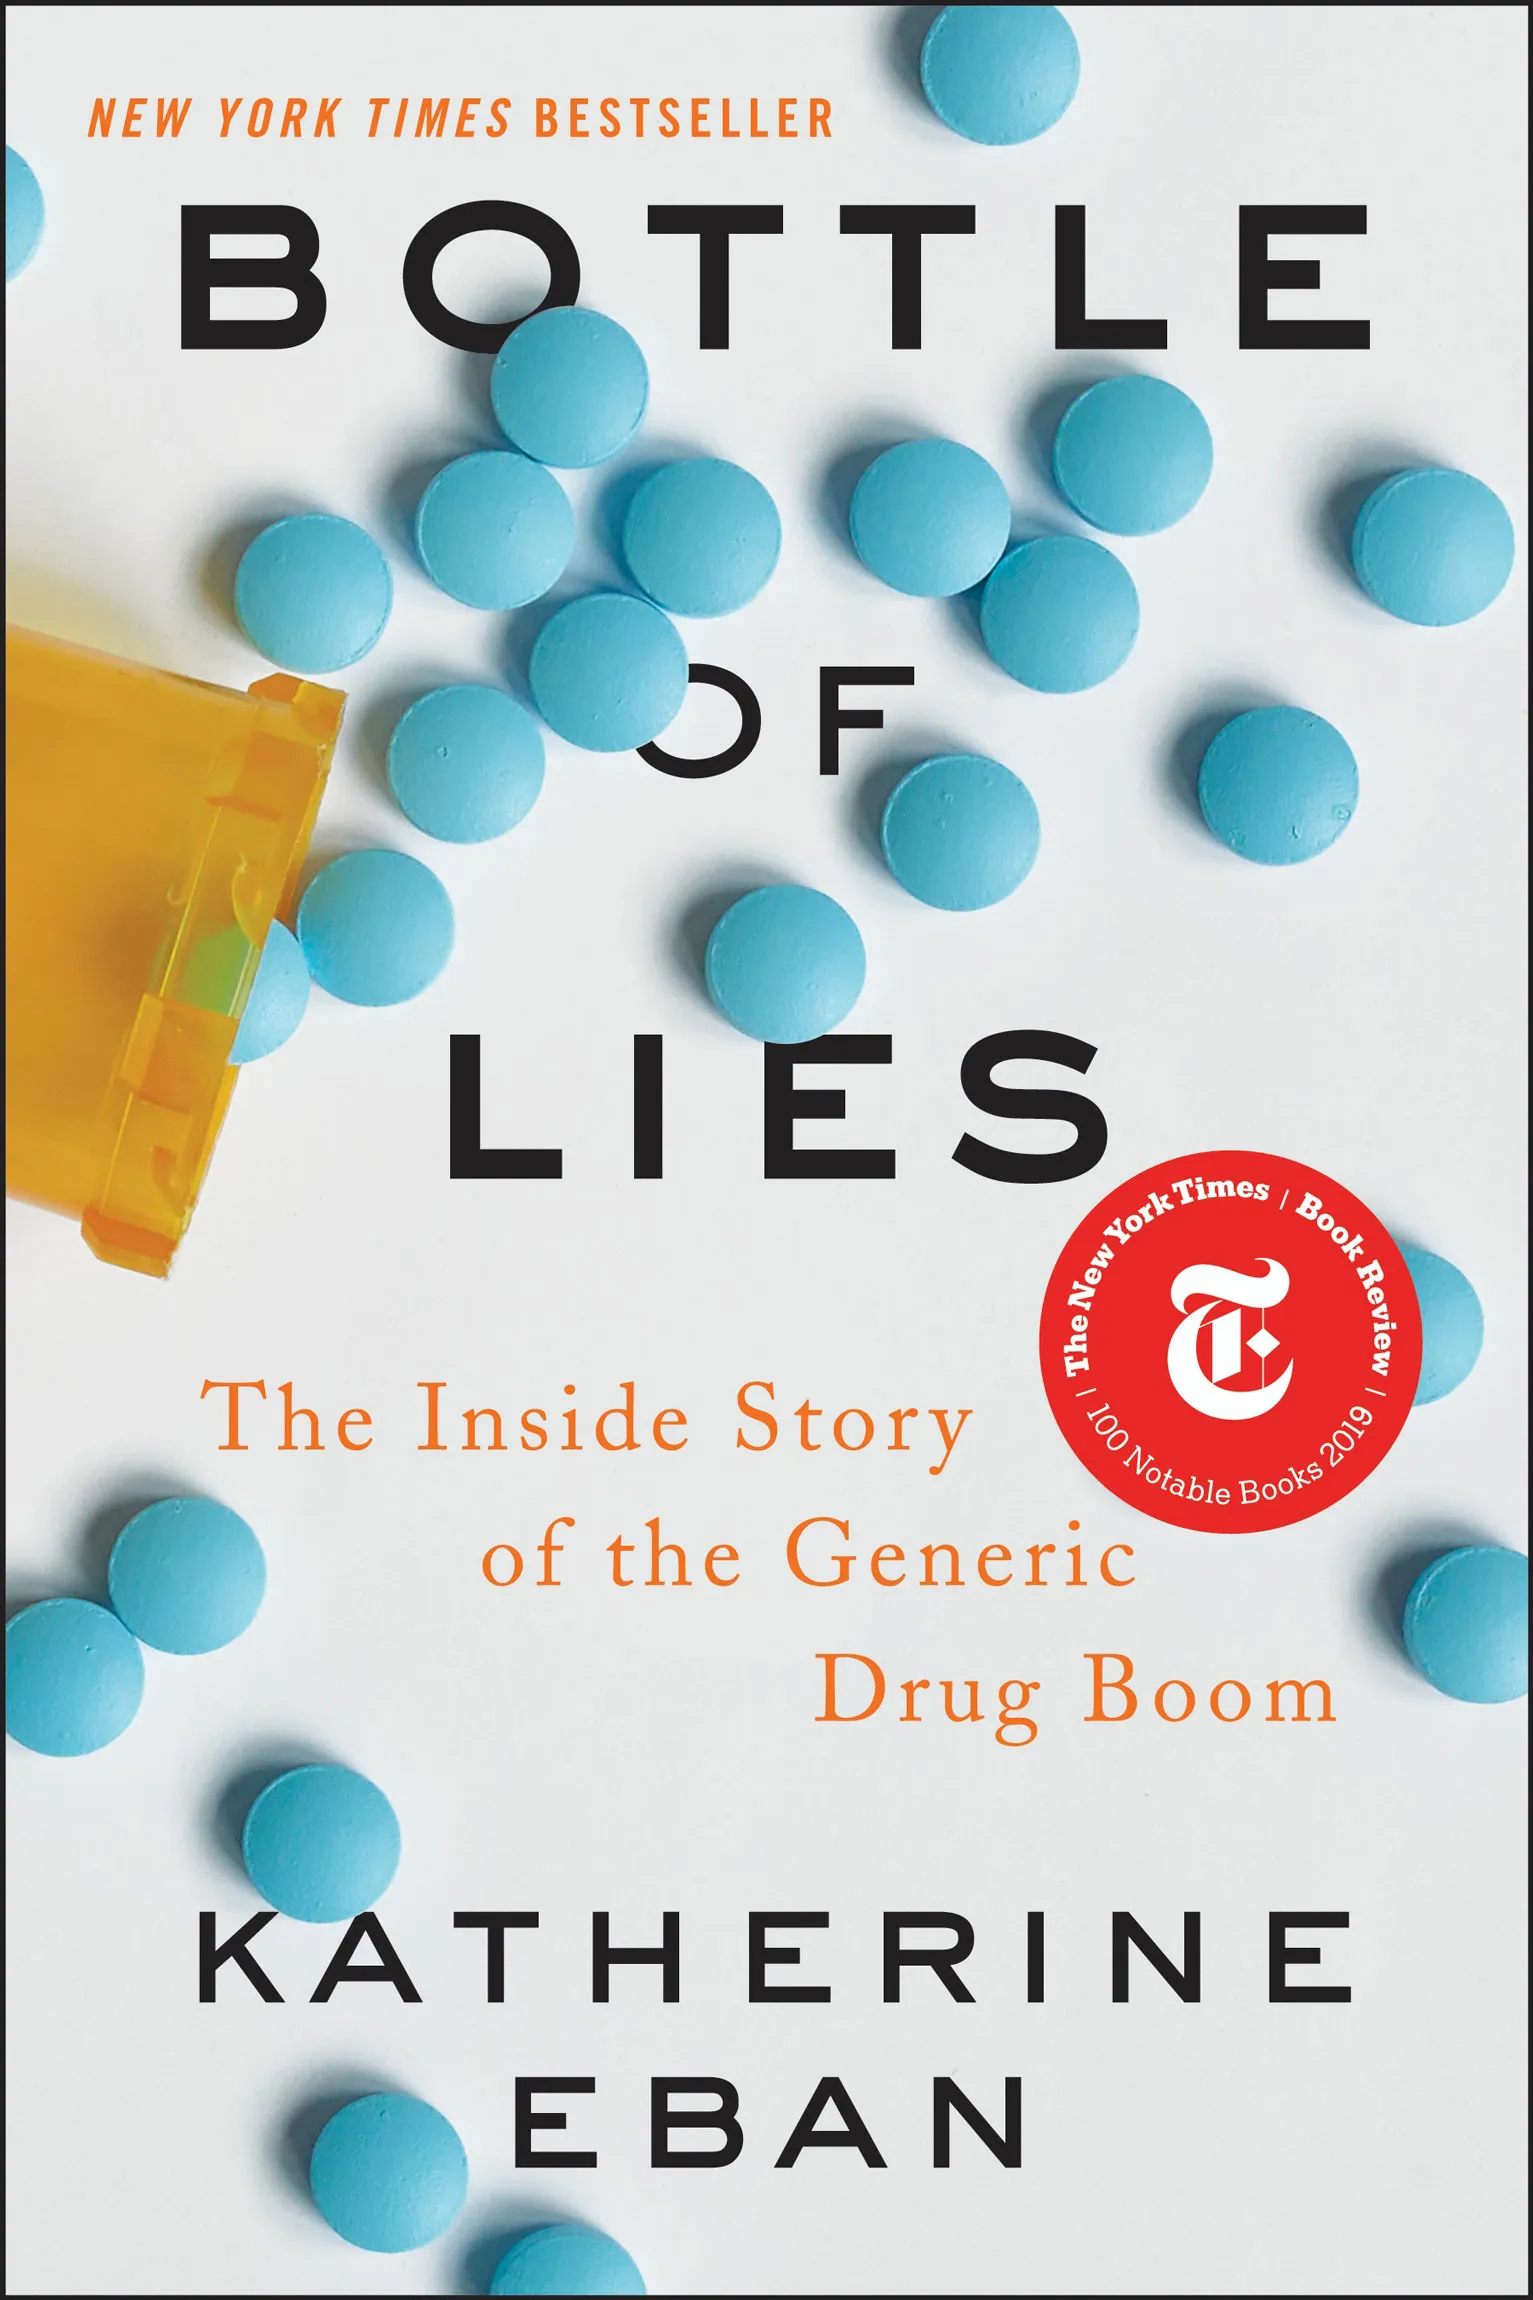 NEW YORK TIMES BESTSELLER
BOTTLE
OF
LIES
The New York Times | Book Review
T
| 100 Notable Books 2019 |
The Inside Story
of the Generic
Drug Boom
KATHERINE
EBAN